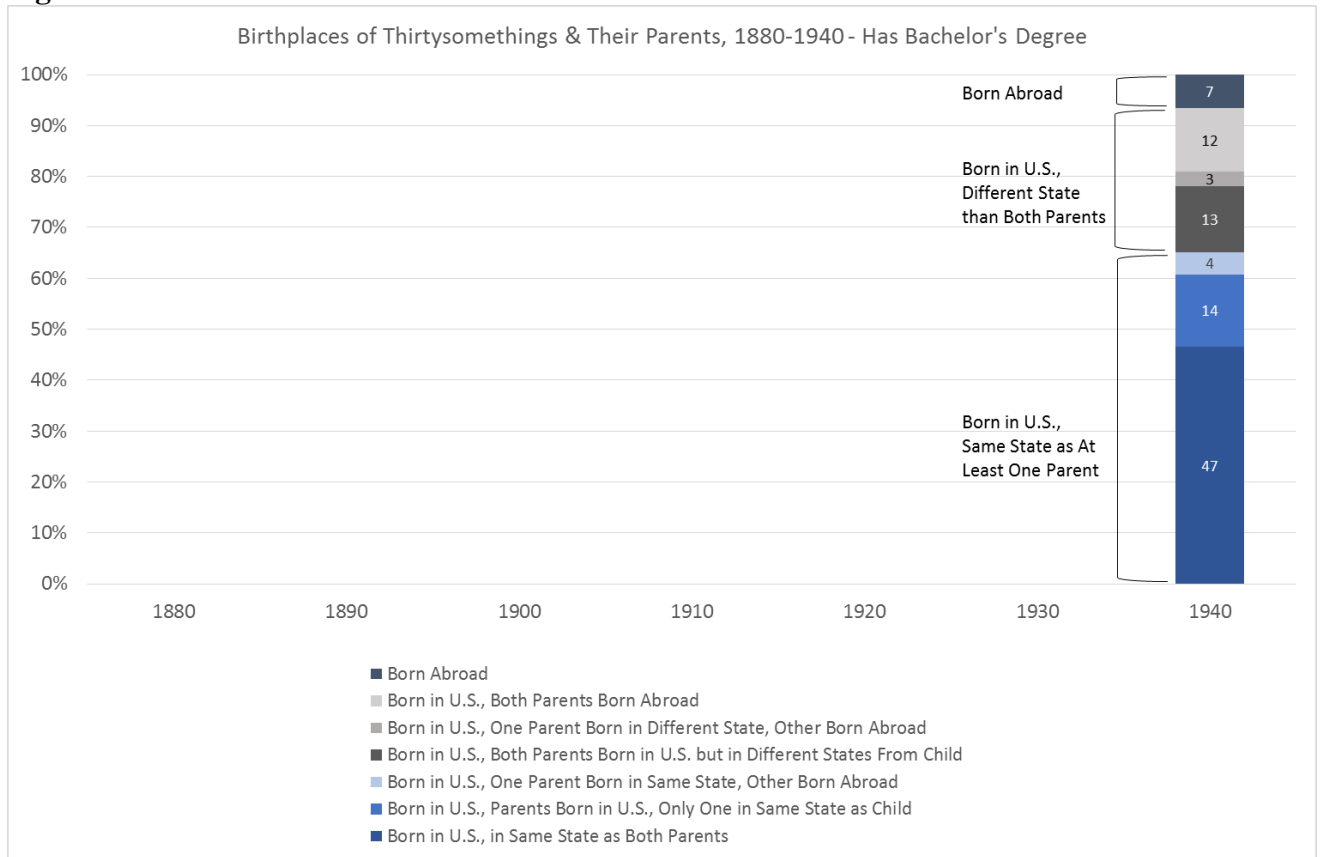 Birthplaces of Thirtysomethings & Their Parents, 1880-1940 - Has Bachelor's Degree
100%
90%
80%
70%
60%
50%
40%
30%
20%
10%
0%
Born Abroad
Born in U.S.,
Different State
than Both Parents
Born in U.S.,
Same State as At
Least One Parent
7
12
3
13
4
14
47
1880 1890 1900 1910 1920 1930 1940
Born Abroad
Born in U.S., Both Parents Born Abroad
Born in U.S., One Parent Born in Different State, Other Born Abroad
Born in U.S., Both Parents Born in U.S. but in Different States From Child
Born in U.S., One Parent Born in Same State, Other Born Abroad
Born in U.S., Parents Born in U.S., Only One in Same State as Child
Born in U.S., in Same State as Both Parents